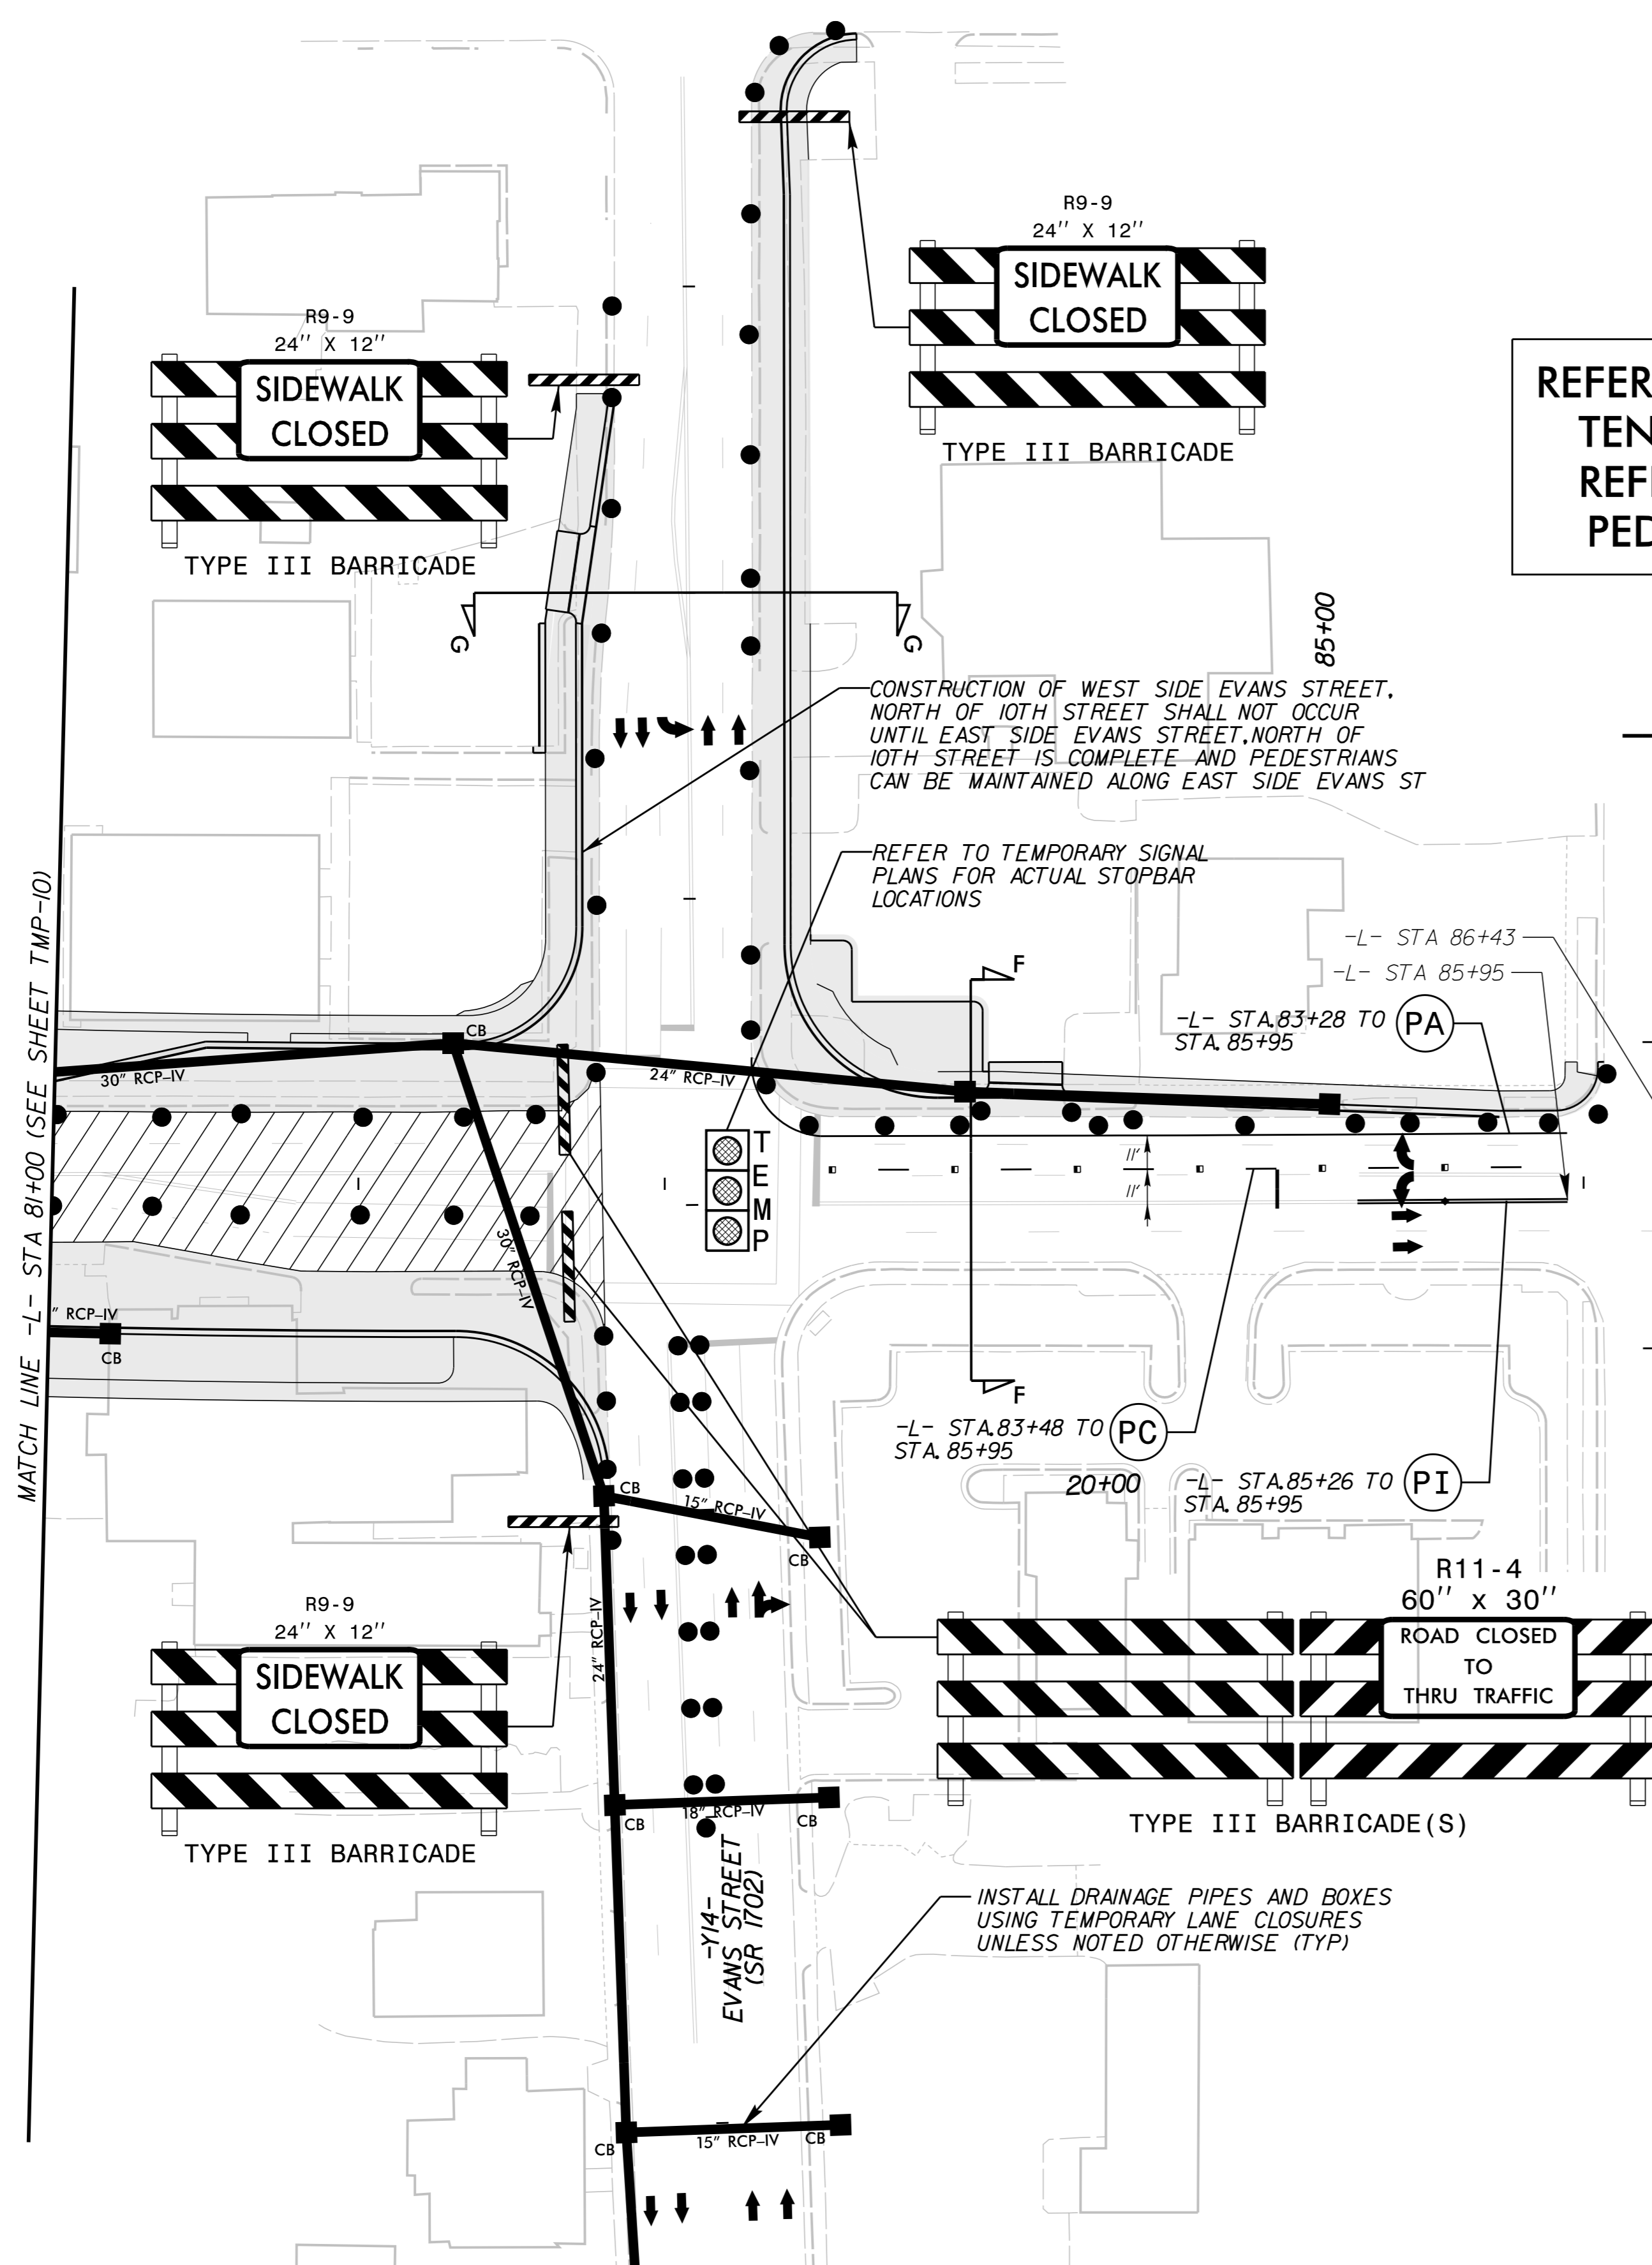 R9-9
24'' X 12''
SIDEWALK
CLOSED
TYPE III BARRICADE
R9-9
24'' X 12''
SIDEWALK
CLOSED
TYPE III BARRICADE
G
G
85+00
CONSTRUCTION OF WEST SIDE EVANS STREET,
NORTH OF 10TH STREET SHALL NOT OCCUR
UNTIL EAST SIDE EVANS STREET, NORTH OF
10TH STREET IS COMPLETE AND PEDESTRIANS
CAN BE MAINTAINED ALONG EAST SIDE EVANS ST
REFER TO TEMPORARY SIGNAL
PLANS FOR ACTUAL STOPBAR
LOCATIONS
-L- STA 86+43
-L- STA 85+95
F
-L- STA. 83+28 TO
STA. 85+95
PA
MATCH LINE -L- STA 81+00 (SEE SHEET TMP-10)
CB
30" RCP-IV
24" RCP-IV
T
E
M
P
11'
11'
30" RCP-IV
" RCP-IV
CB
F
-L- STA. 83+48 TO
STA. 85+95
PC
20+00
-L- STA. 85+26 TO
STA. 85+95
PI
CB
15" RCP-IV
CB
24" RCP-IV
R9-9
24'' X 12''
SIDEWALK
CLOSED
TYPE III BARRICADE
R11-4
60'' x 30''
ROAD CLOSED
TO
THRU TRAFFIC
TYPE III BARRICADE(S)
18" RCP-IV
CB
CB
-Y14-
EVANS STREET
(SR 1702)
INSTALL DRAINAGE PIPES AND BOXES
USING TEMPORARY LANE CLOSURES
UNLESS NOTED OTHERWISE (TYP)
CB
15" RCP-IV
CB
REFER
TEN
REF
PED